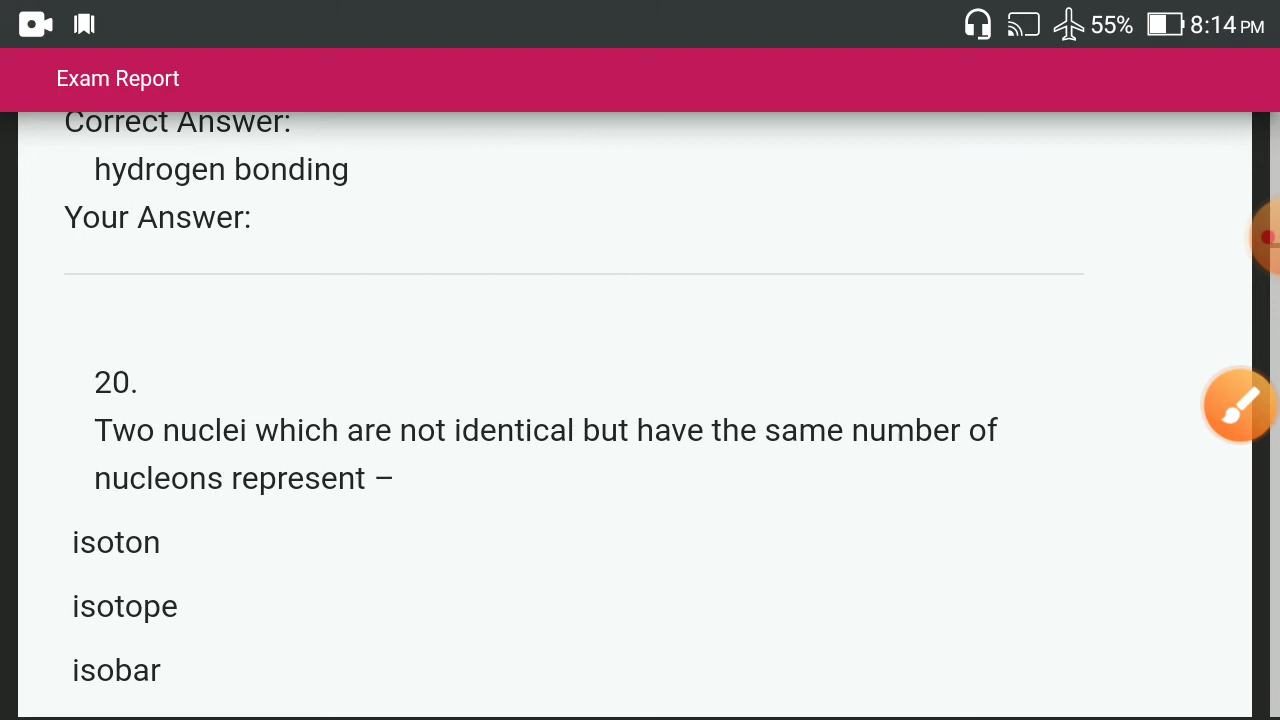 55% 8:14 PM
Exam Report
Correct Answer:
hydrogen bonding
Your Answer:
20.
Two nuclei which are not identical but have the same number of
nucleons represent –
isoton
isotope
isobar